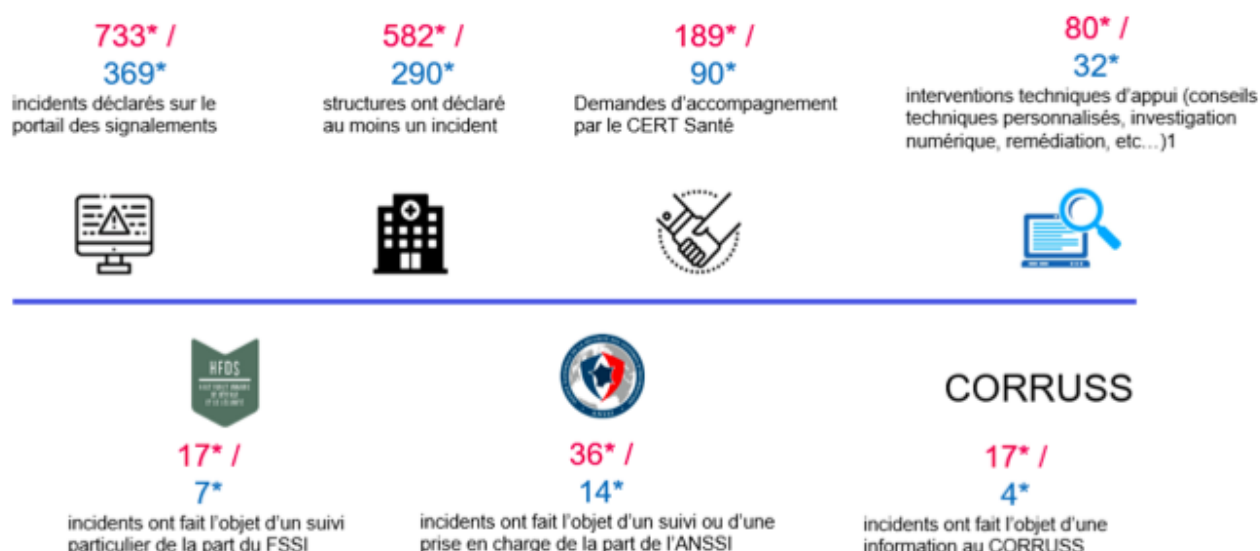 733* /
369*
incidents déclarés sur le
portail des signalements
582* /
290*
structures ont déclaré
au moins un incident
189* /
90*
Demandes d'accompagnement
par le CERT Santé
80* /
32*
interventions techniques d'appui (conseils
techniques personnalisés, investigation
numérique, remédiation, etc…)1
HFDS
ANSSI
CORRUSS
17* /
7*
incidents ont fait l'objet d'un suivi
particulier de la part du FSSI
36* /
14*
incidents ont fait l'objet d'un suivi ou d'une
prise en charge de la part de l'ANSSI
17* /
4*
incidents ont fait l'objet d'une
information au CORRUSS